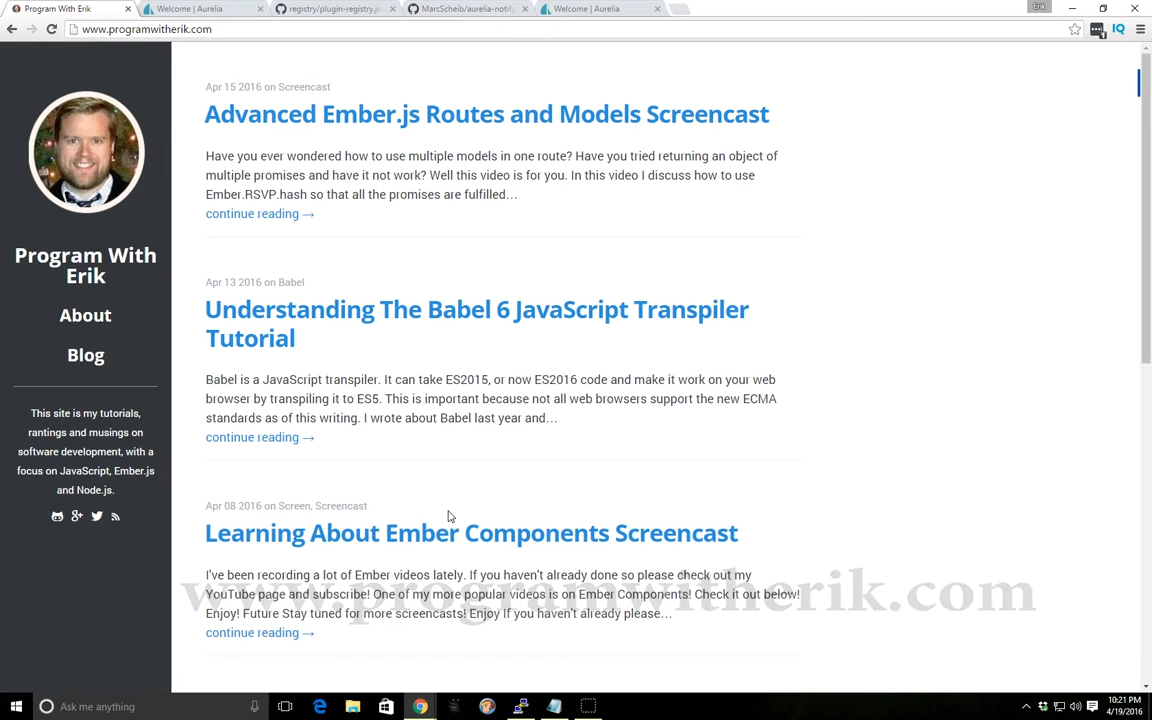 Program With Erik
Welcome | Aurelia
registry/plugin-registry.js
MarcScheib/aurelia-notif
Welcome | Aurelia
Erik
www.programwitherik.com
IQ
Program With
Erik
About
Blog
This site is my tutorials,
rantings and musings on
software development, with a
focus on JavaScript, Ember.js
and Node.js.
Apr 15 2016 on Screencast
Advanced Ember.js Routes and Models Screencast
Have you ever wondered how to use multiple models in one route? Have you tried returning an object of
multiple promises and have it not work? Well this video is for you. In this video I discuss how to use
Ember.RSVP.hash so that all the promises are fulfilled…
continue reading →
Apr 13 2016 on Babel
Understanding The Babel 6 JavaScript Transpiler
Tutorial
Babel is a JavaScript transpiler. It can take ES2015, or now ES2016 code and make it work on your web
browser by transpiling it to ES5. This is important because not all web browsers support the new ECMA
standards as of this writing. I wrote about Babel last year and…
continue reading →
Apr 08 2016 on Screen, Screencast
Learning About Ember Components Screencast
I've been recording a lot of Ember videos lately. If you haven't already done so please check out my
YouTube page and subscribe! One of my more popular videos is on Ember Components! Check it out below!
Enjoy! Future Stay tuned for more screencasts! Enjoy If you haven't already please…
continue reading →
www.programwitherik.com
Ask me anything
10:21 PM
4/19/2016